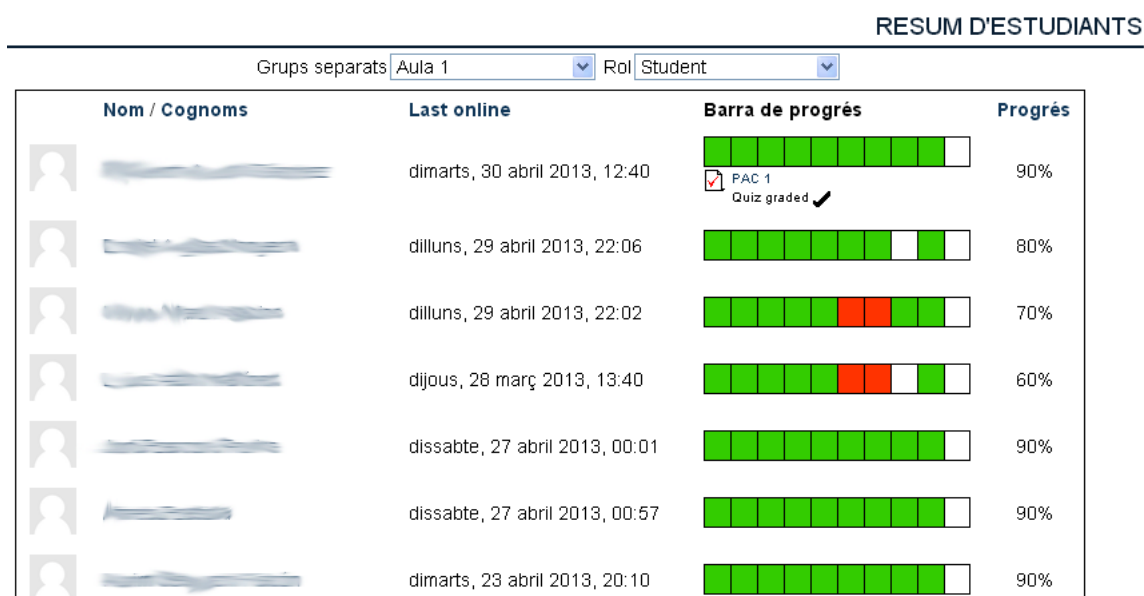 RESUM D'ESTUDIANTS
Grups separats Aula 1 Rol Student
Nom / Cognoms Last online Barra de progrés Progrés
dimarts, 30 abril 2013, 12:40 90%
PAC 1
Quiz graded
dilluns, 29 abril 2013, 22:06 80%
dilluns, 29 abril 2013, 22:02 70%
dijous, 28 març 2013, 13:40 60%
dissabte, 27 abril 2013, 00:01 90%
dissabte, 27 abril 2013, 00:57 90%
dimarts, 23 abril 2013, 20:10 90%